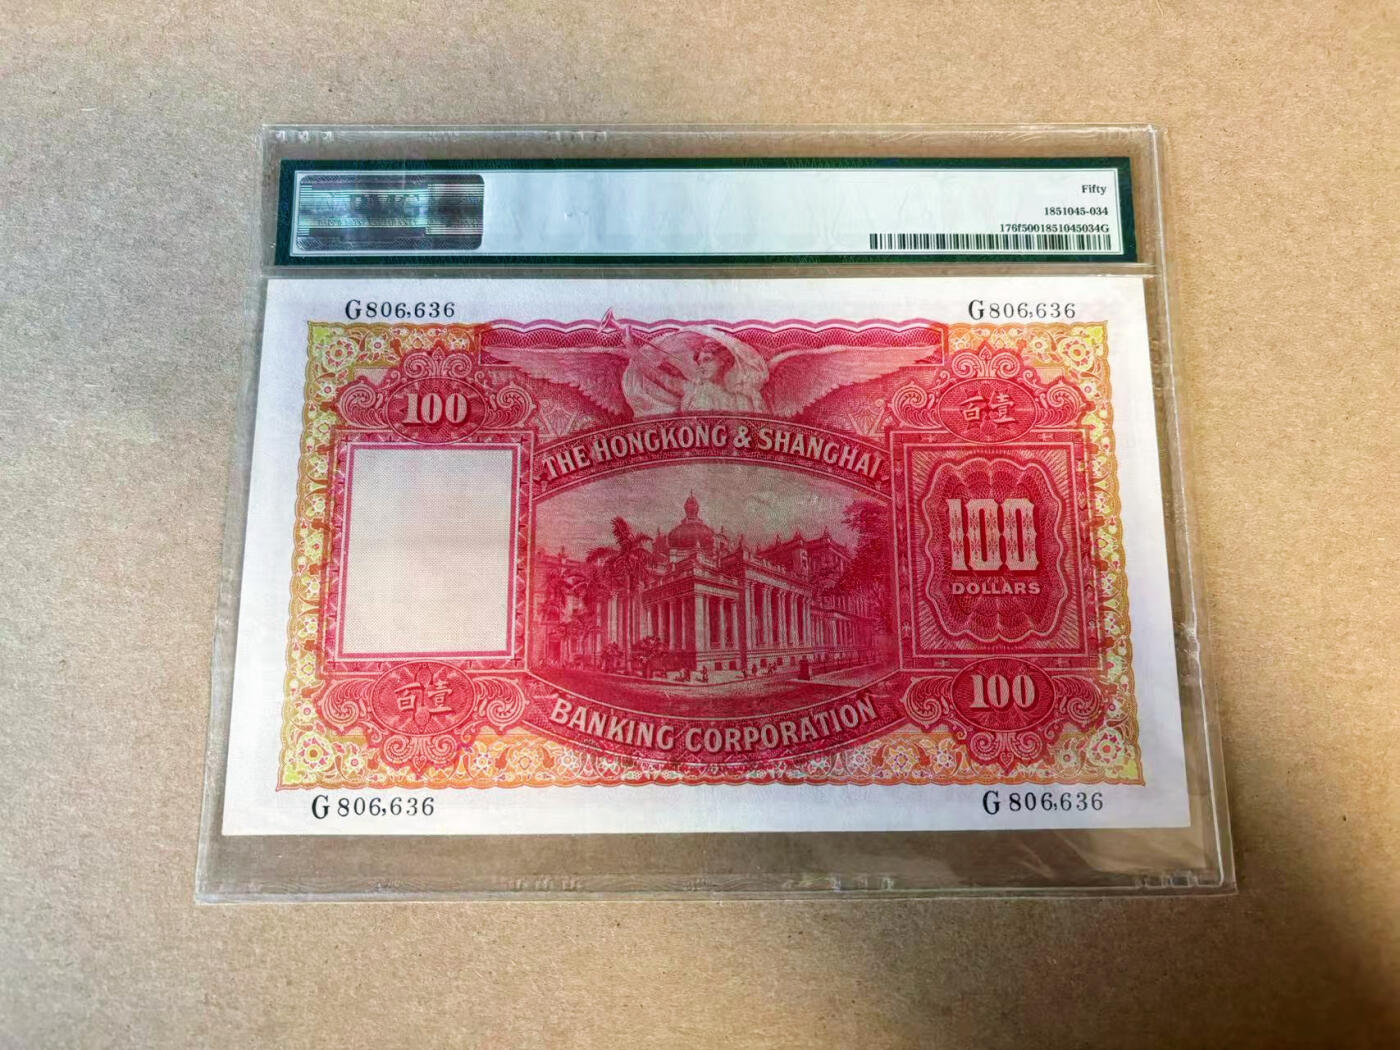 PMG
Fifty
1851045-034
176f5001851045034G
G806,636
G806,636
100
百壹
THE HONGKONG & SHANGHAI
100
DOLLARS
百壹
BANKING CORPORATION
100
G806,636
G806,636